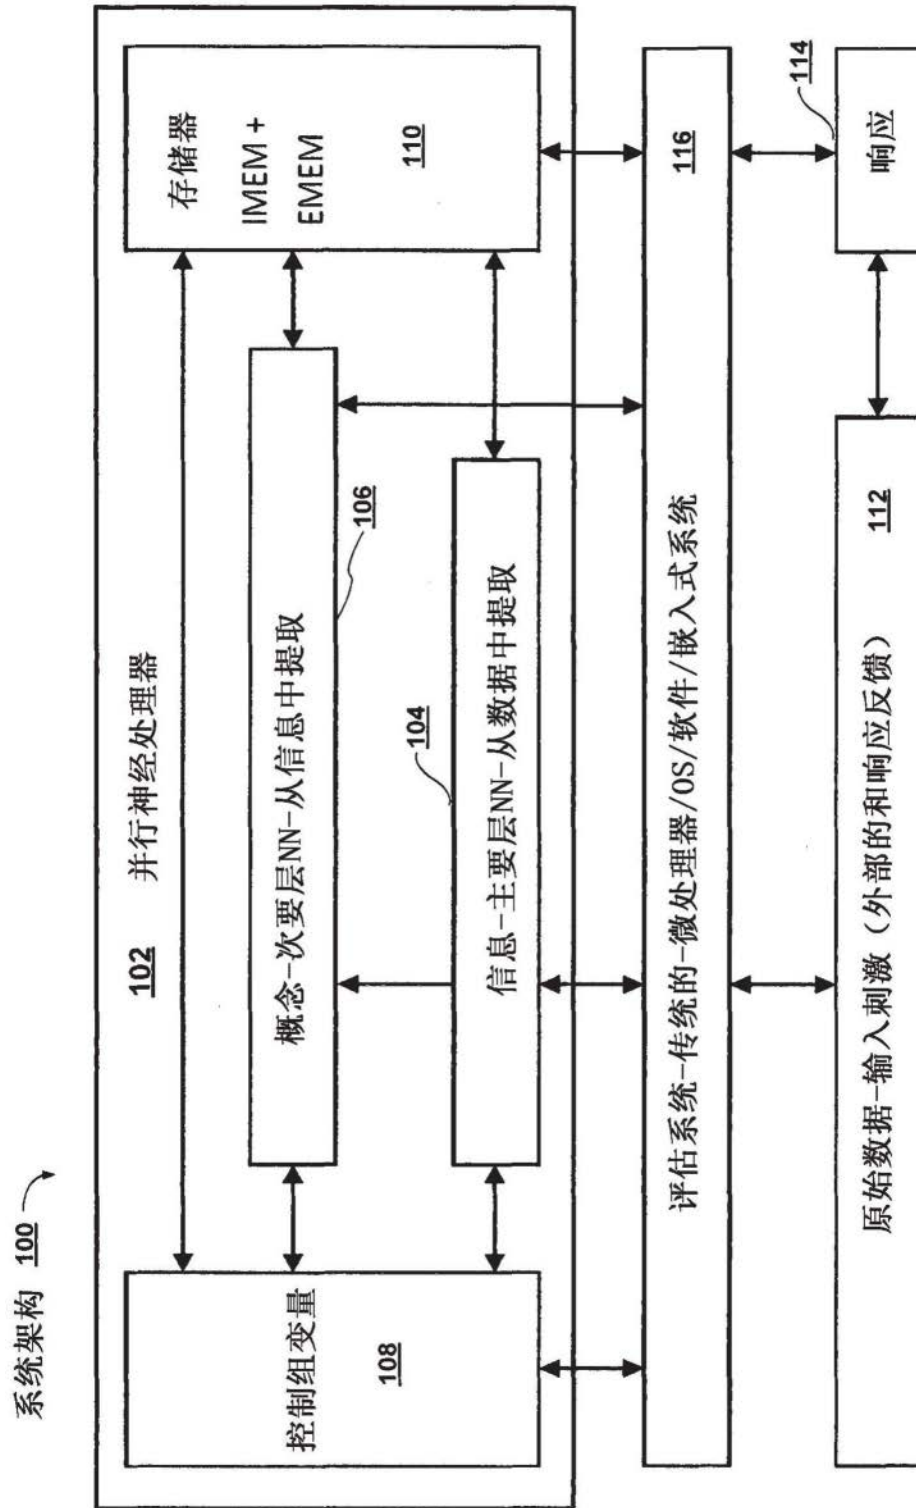 系统架构 100
102 并行神经处理器
控制组变量
108
概念-次要层NN-从信息中提取
106
104
信息-主要层NN-从数据中提取
存储器
IMEM +
EMEM
110
评估系统-传统的-微处理器/OS/软件/嵌入式系统
116
原始数据-输入刺激（外部的和响应反馈）
112
114
响应